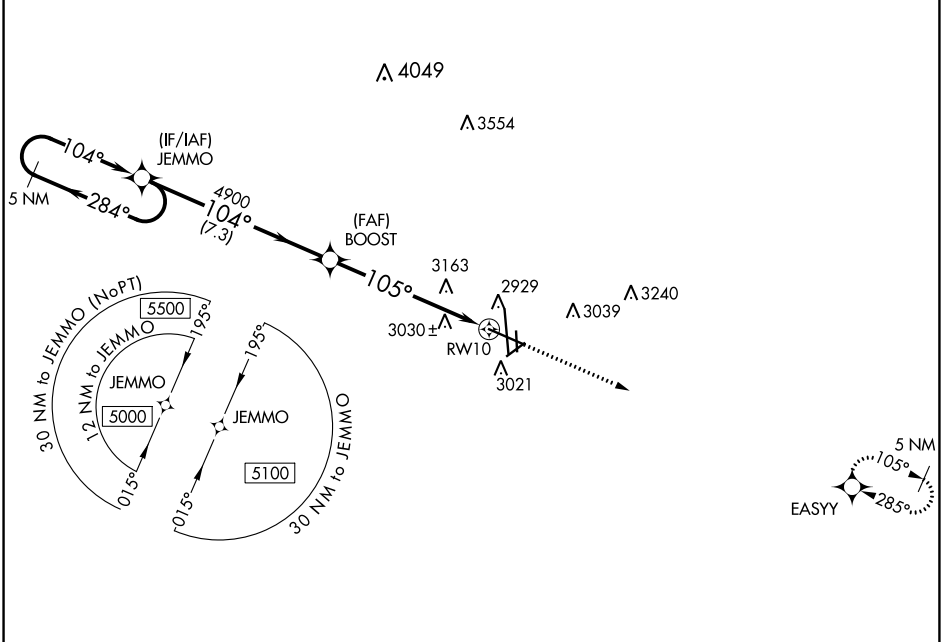 4049
3554
(IF/IAF)
JEMMO
104°
5 NM
284°
4900
104°
(7.3)
(FAF)
BOOST
105°
3163
2929
3240
3039
3030±
RW10
3021
30 NM to JEMMO (NoPT)
5500
195°
12 NM to JEMMO
JEMMO
5000
015°
195°
JEMMO
5100
015°
30 NM to JEMMO
5 NM
105°
285°
EASYY